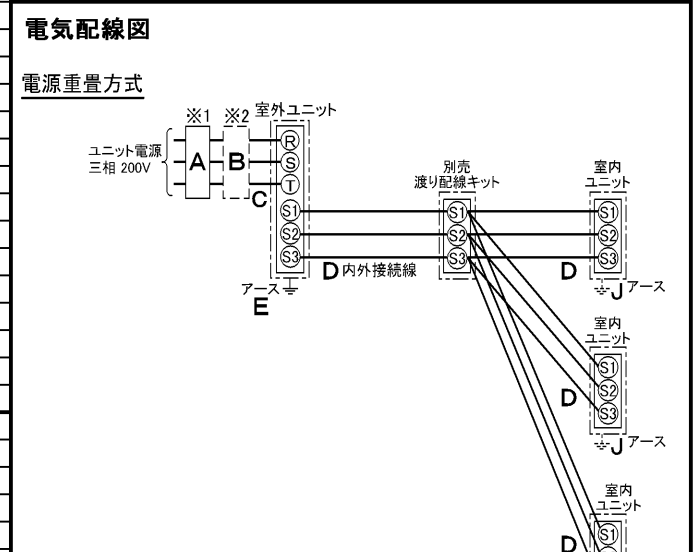 電気配線図
電源重畳方式
※1
※2
室外ユニット
ユニット電源
三相 200V
A
B
C
R
S
T
S1
S2
S3
アース
E
D 内外接続線
別売
渡り配線キット
S1
S2
S3
室内
ユニット
S1
S2
S3
D
J アース
室内
ユニット
S1
S2
S3
D
J アース
室内
ユニット
S1
D